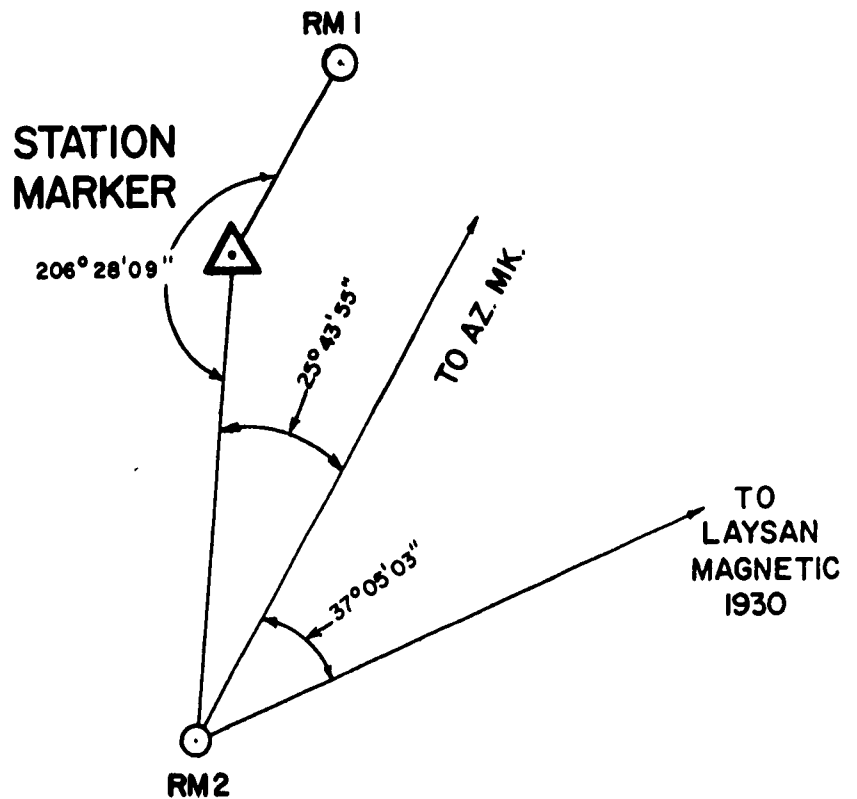 RM 1
STATION
MARKER
206° 28' 09"
25° 43' 55"
TO AZ. MK.
TO
LAYSAN
MAGNETIC
1930
37° 05' 03"
RM 2